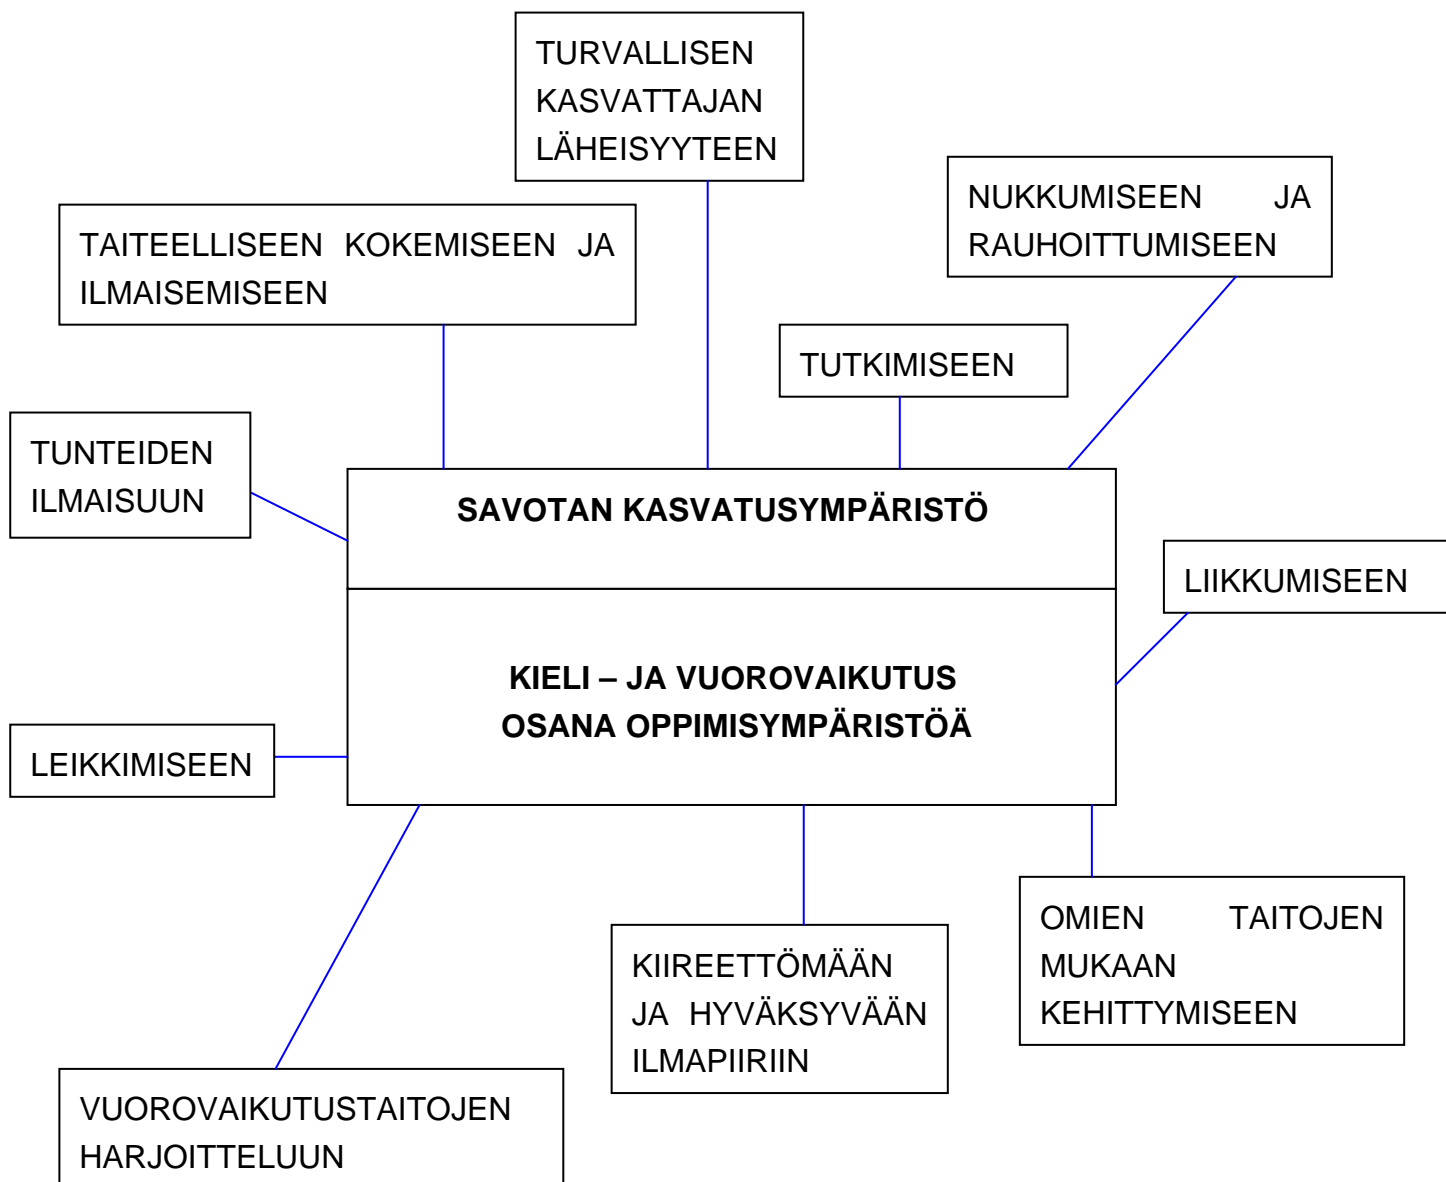 TURVALLISEN
KASVATTAJAN
LÄHEISYYTEEN
NUKKUMISEEN JA
RAUHOITTUMISEEN
TAITEELLISEEN KOKEMISEEN JA
ILMAISEMISEEN
TUTKIMISEEN
TUNTEIDEN
ILMAISUUN
SAVOTAN KASVATUSYMPÄRISTÖ
LIIKKUMISEEN
KIELI – JA VUOROVAIKUTUS
OSANA OPPIMISYMPÄRISTÖÄ
LEIKKIMISEEN
OMIEN TAITOJEN
MUKAAN
KEHITTYMISEEN
KIIREETTÖMÄÄN
JA HYVÄKSYVÄÄN
ILMAPIIRIIN
VUOROVAIKUTUSTAITOJEN
HARJOITTELUUN